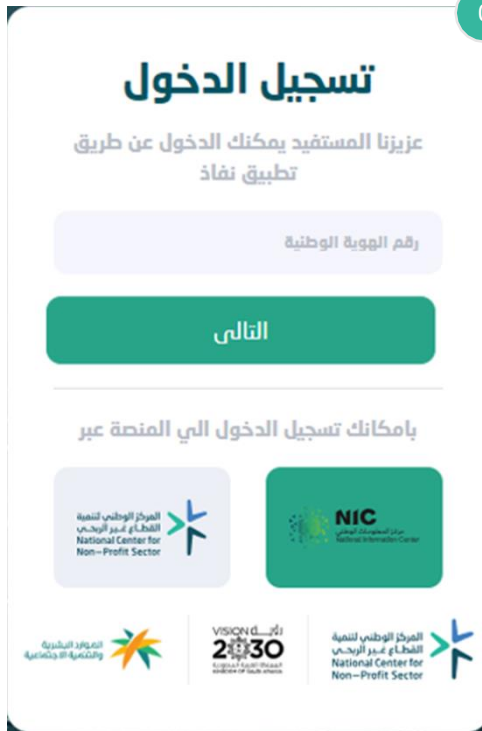 تسجيل الدخول
عزيزنا المستفيد يمكنك الدخول عن طريق
تطبيق نفاذ
رقم الهوية الوطنية
التالي
بامكانك تسجيل الدخول الي المنصة عبر
NIC
مركز المعلومات الوطني
National Information Center
المركز الوطني لتنمية
القطاع غير الربحي
National Center for
Non-Profit Sector
المركز الوطني لتنمية
القطاع غير الربحي
National Center for
Non-Profit Sector
VISION رؤيــة
2030
المملكة العربية السعودية
KINGDOM OF SAUDI ARABIA
الموارد البشرية
والتنمية الاجتماعية